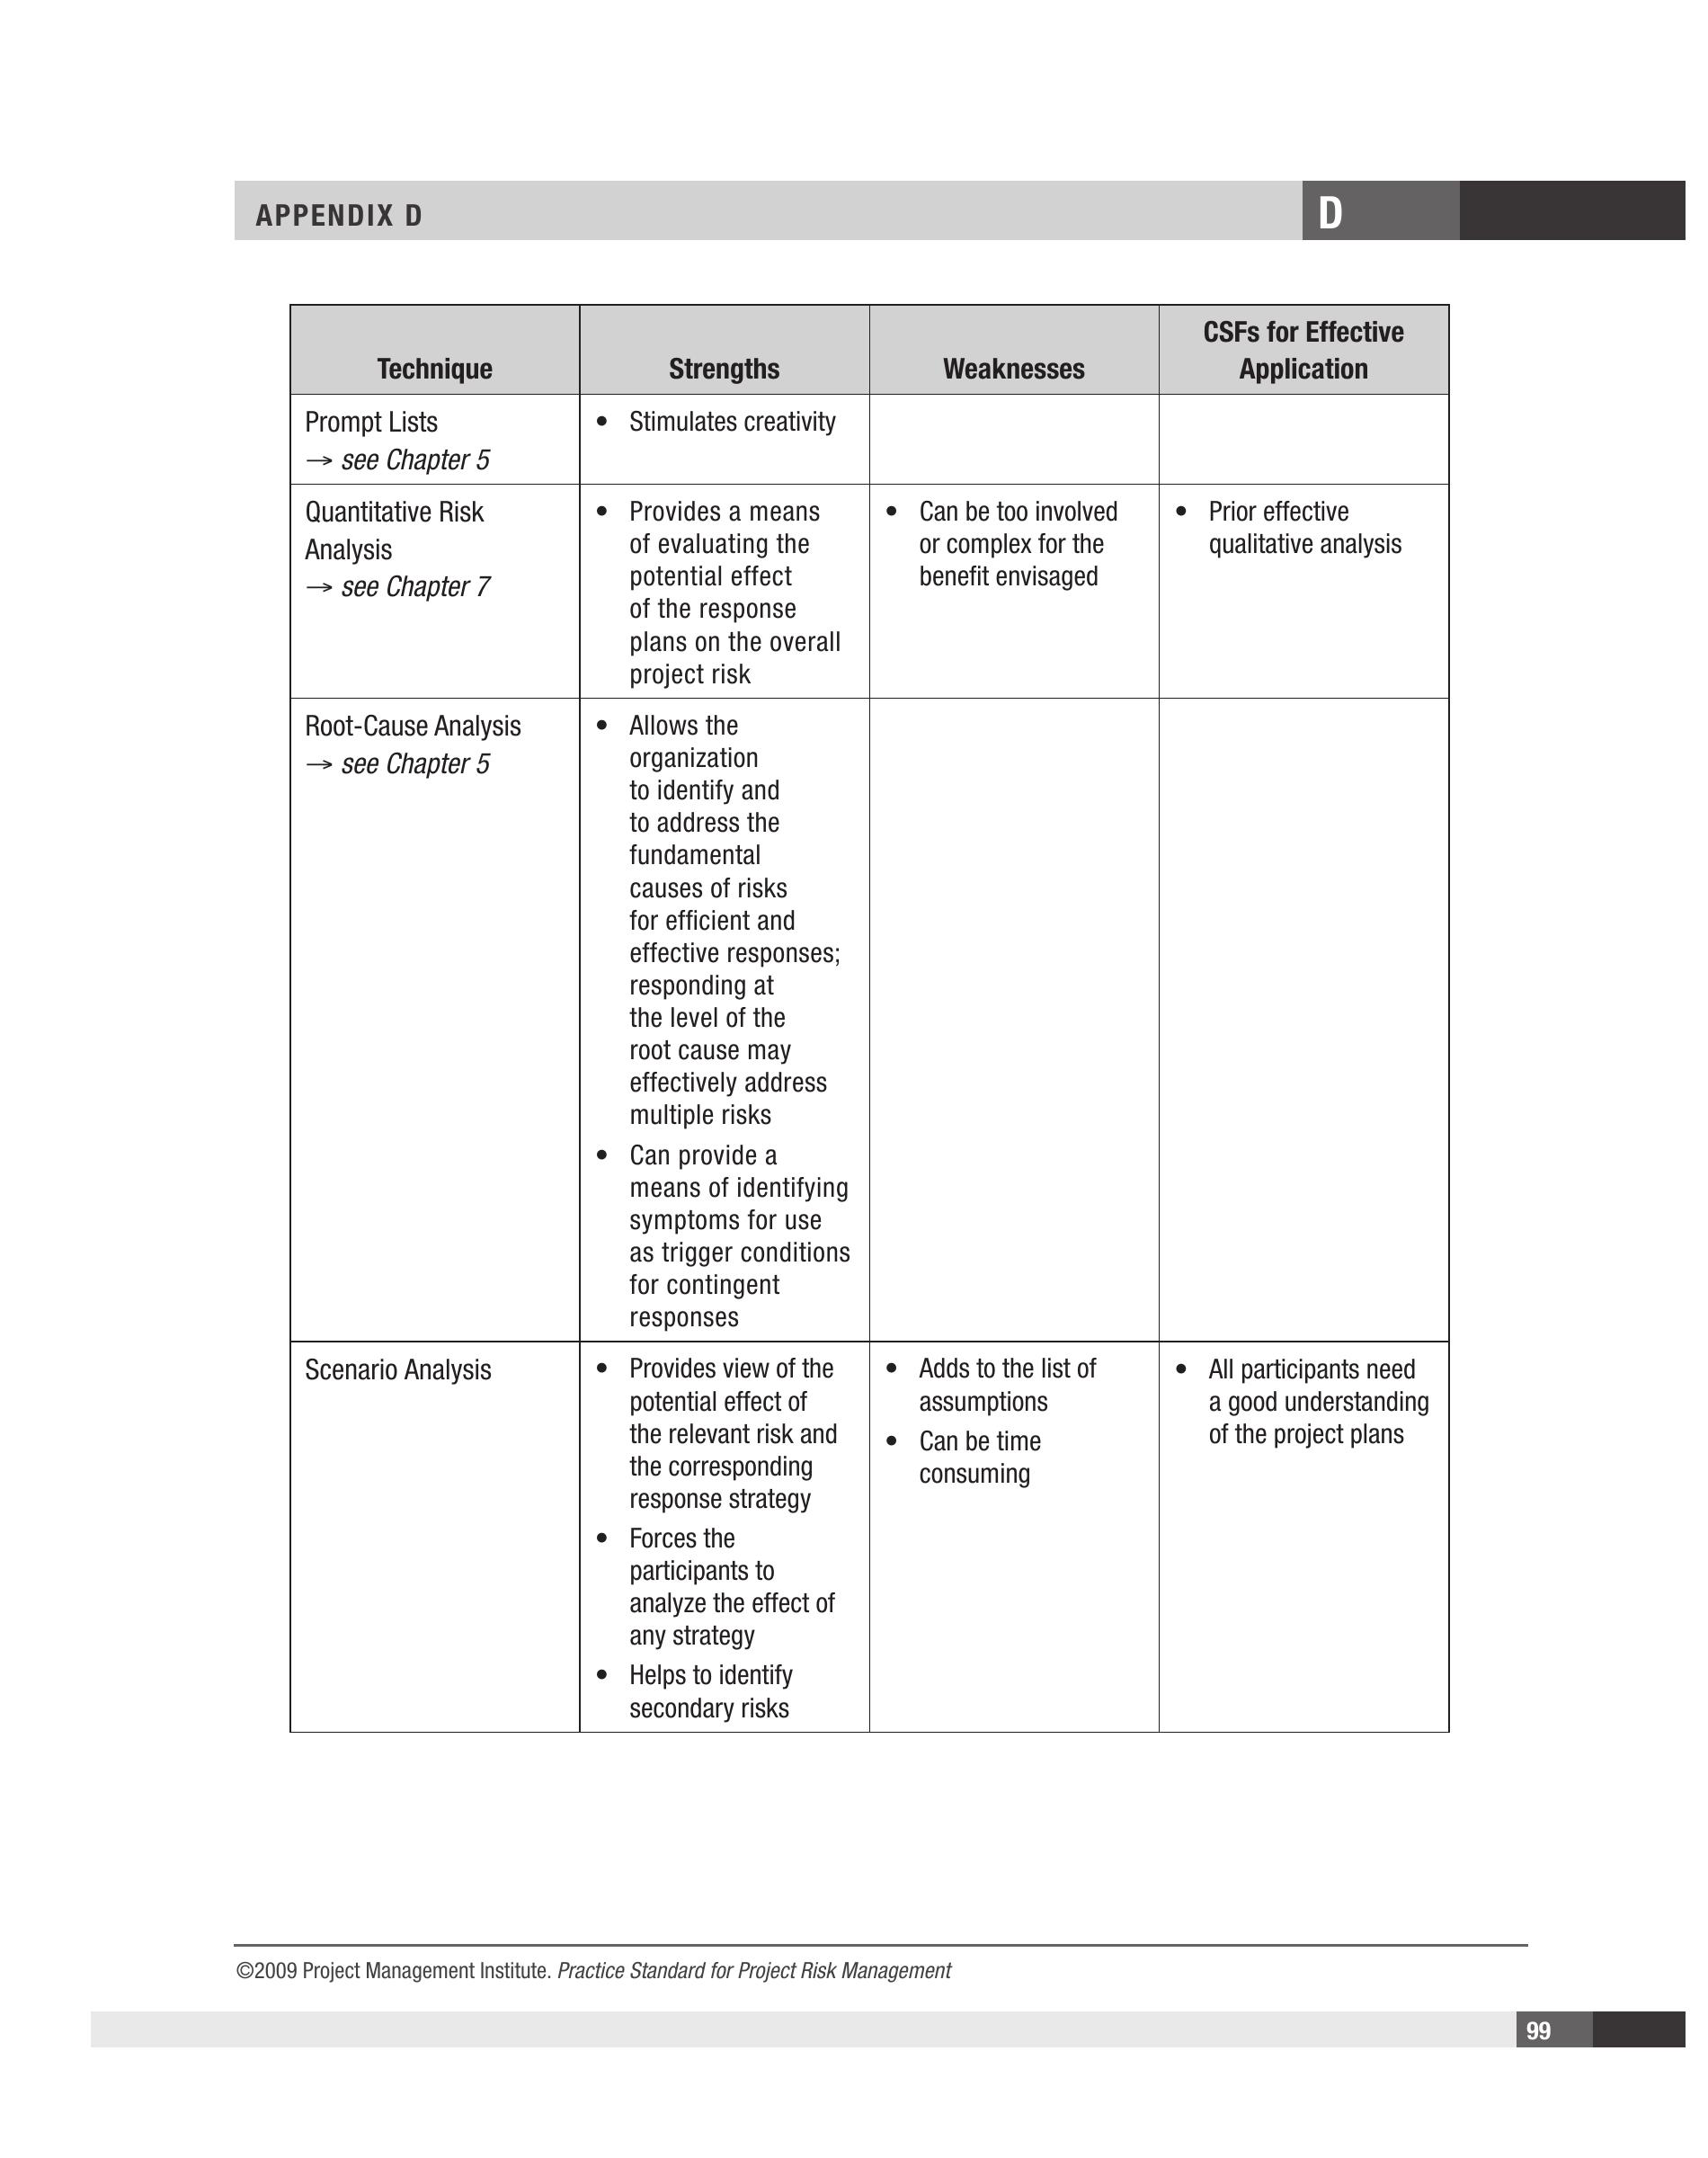 APPENDIX D
D
Technique
Strengths
Weaknesses
CSFs for Effective
Application
Prompt Lists
→ see Chapter 5
• Stimulates creativity
Quantitative Risk
Analysis
→ see Chapter 7
• Provides a means
of evaluating the
potential effect
of the response
plans on the overall
project risk
• Can be too involved
or complex for the
benefit envisaged
• Prior effective
qualitative analysis
Root-Cause Analysis
→ see Chapter 5
• Allows the
organization
to identify and
to address the
fundamental
causes of risks
for efficient and
effective responses;
responding at
the level of the
root cause may
effectively address
multiple risks
• Can provide a
means of identifying
symptoms for use
as trigger conditions
for contingent
responses
Scenario Analysis
• Provides view of the
potential effect of
the relevant risk and
the corresponding
response strategy
• Forces the
participants to
analyze the effect of
any strategy
• Helps to identify
secondary risks
• Adds to the list of
assumptions
• Can be time
consuming
• All participants need
a good understanding
of the project plans
©2009 Project Management Institute. Practice Standard for Project Risk Management
99